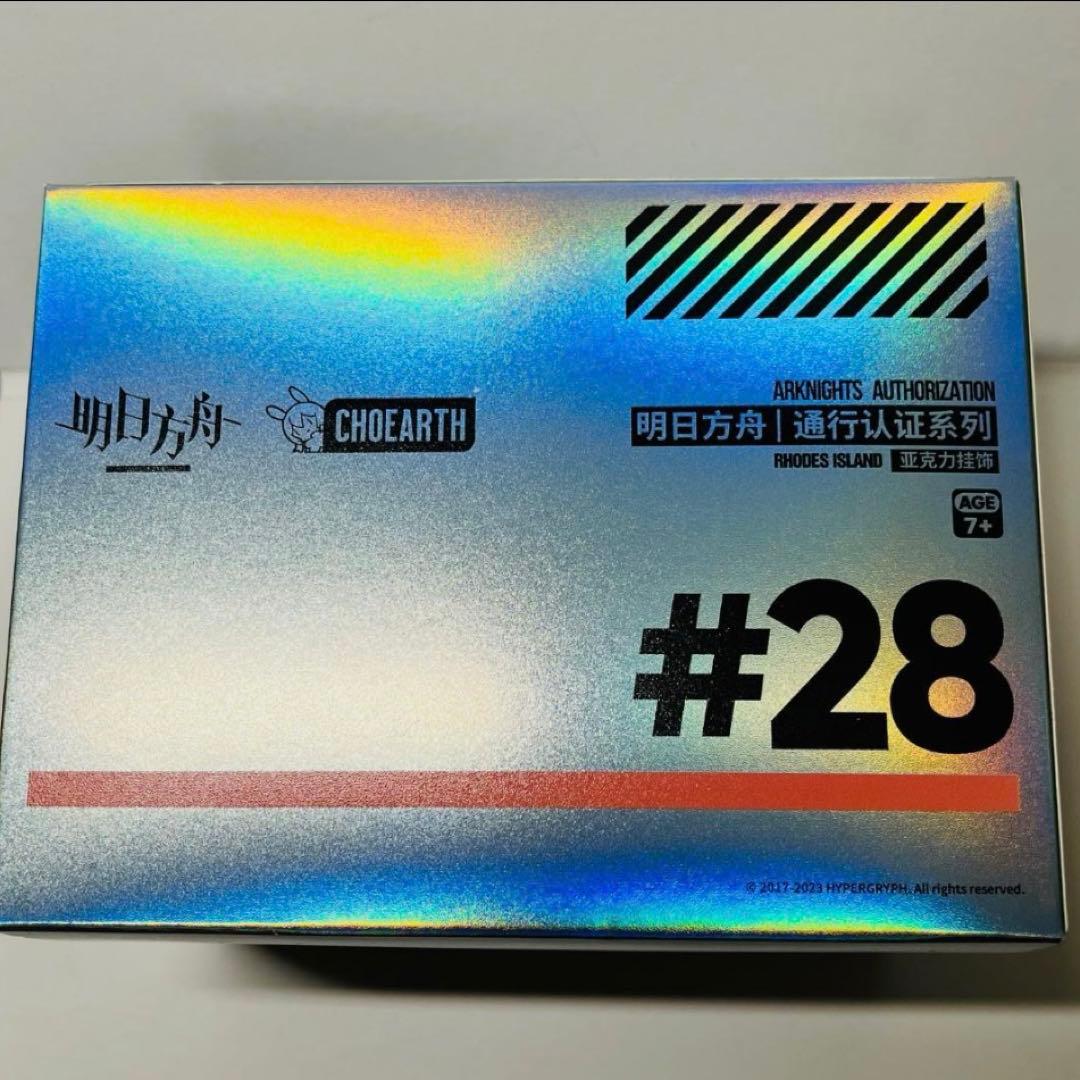 明日方舟
CHOEARTH
ARKNIGHTS AUTHORIZATION
明日方舟 | 通行认证系列
RHODES ISLAND 亚克力挂饰
AGE
7+
#28
© 2017-2023 HYPERGRYPH. All rights reserved.